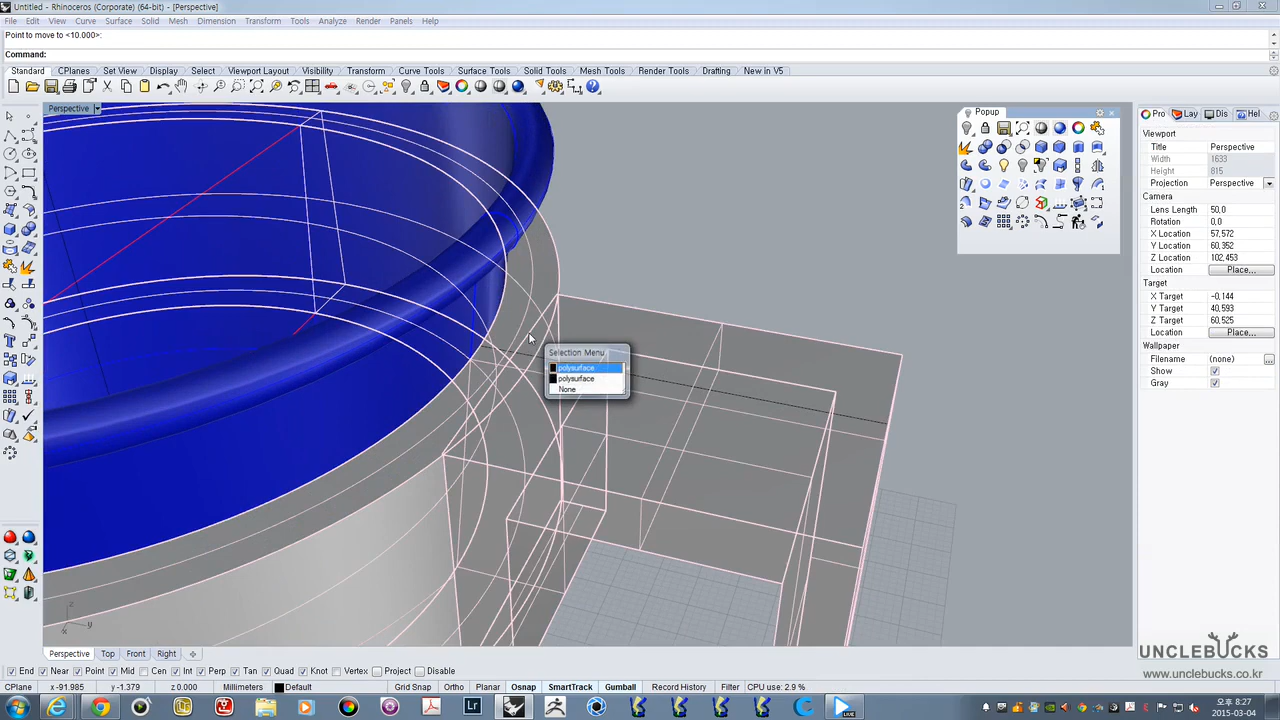 Untitled - Rhinoceros (Corporate) (64-bit) - [Perspective]
File Edit View Curve Surface Solid Mesh Dimension Transform Tools Analyze Render Panels Help
Point to move to <10.000>:
Command:
Standard CPlanes Set View Display Select Viewport Layout Visibility Transform Curve Tools Surface Tools Solid Tools Mesh Tools Render Tools Drafting New in V5
Perspective
Popup
Pro Lay Dis Hel
Viewport
Title Perspective
Width 1633
Height 815
Projection Perspective
Camera
Lens Length 50,0
Rotation 0,0
X Location 57,572
Y Location 60,352
Z Location 102,453
Location Place...
Target
X Target -0,144
Y Target 40,593
Z Target 60,525
Location Place...
Wallpaper
Filename (none)
Show
Gray
Selection Menu
polysurface
polysurface
None
z
x y
Perspective Top Front Right
End Near Point Mid Cen Int Perp Tan Quad Knot Vertex Project Disable
CPlane x -91.985 y -1.379 z 0.000 Millimeters Default Grid Snap Ortho Planar Osnap SmartTrack Gumball Record History Filter CPU use: 2.9 %
UNCLEBUCKS
www.unclebucks.co.kr
Lr
LIVE
오후 8:27
2015-03-04